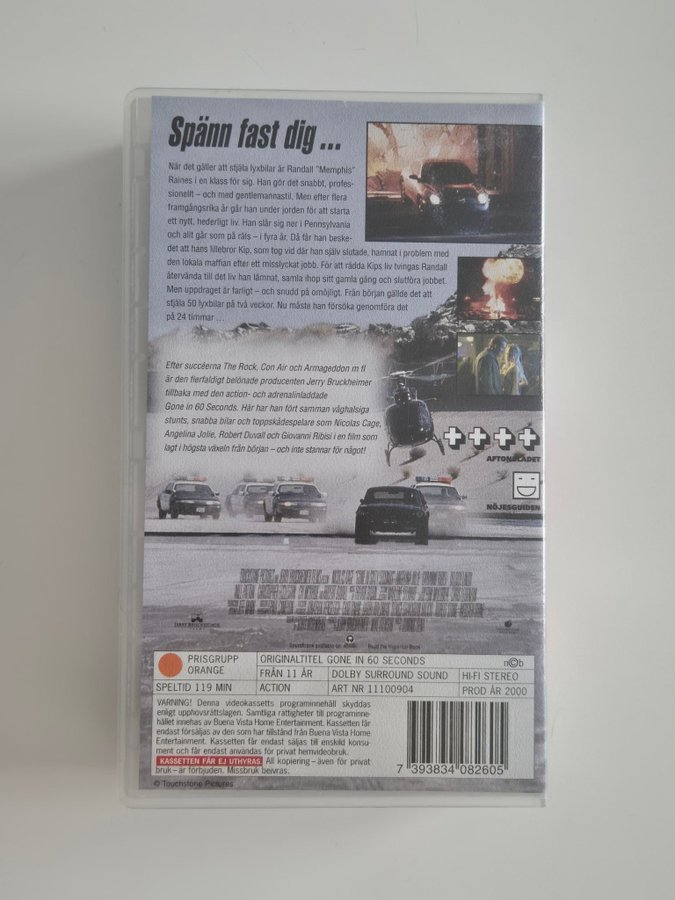 Spänn fast dig ...
När det gäller att stjäla lyxbilar är Randall "Memphis"
Raines i en klass för sig. Han gör det snabbt, profes-
sionellt – och med gentlemannastil. Men efter flera
framgångsrika år går han under jorden för att starta
ett nytt, hederligt liv. Han slår sig ner i Pennsylvania
och allt går som på räls – i fyra år. Då får han beske-
det att hans lillebror Kip, som tog vid där han själv slutade, hamnat i problem med
den lokala maffian efter ett misslyckat jobb. För att rädda Kips liv tvingas Randall
återvända till det liv han lämnat, samla ihop sitt gamla gäng och slutföra jobbet.
Men uppdraget är farligt – och snudd på omöjligt. Från början gällde det att
stjäla 50 lyxbilar på två veckor. Nu måste han försöka genomföra det
på 24 timmar ...
Efter succéerna The Rock, Con Air och Armageddon m fl
är den flerfaldigt belönade producenten Jerry Bruckheimer
tillbaka med den action- och adrenalinladdade
Gone in 60 Seconds. Här har han fört samman våghalsiga
stunts, snabba bilar och toppskådespelare som Nicolas Cage,
Angelina Jolie, Robert Duvall och Giovanni Ribisi i en film som
lagt i högsta växeln från början – och inte stannar för något!
AFTONBLADET
NÖJESGUIDEN
JERRY BRUCKHEIMER
PRISGRUPP
ORANGE
ORIGINALTITEL GONE IN 60 SECONDS
n©b
FRÅN 11 ÅR
DOLBY SURROUND SOUND
HI-FI STEREO
SPELTID 119 MIN
ACTION
ART NR 11100904
PROD ÅR 2000
VARNING! Denna videokassetts programinnehåll skyddas
enligt upphovsrättslagen. Samtliga rättigheter till programinne-
hållet innehas av Buena Vista Home Entertainment. Kassetten får
endast försäljas av den som har tillstånd från Buena Vista Home
Entertainment. Kassetten får endast säljas till enskild konsu-
ment och får endast användas för privat hemvideobruk.
KASSETTEN FÅR EJ UTHYRAS. All kopiering – även för privat
bruk – är förbjuden. Missbruk beivras.
7 393834 082605
© Touchstone Pictures